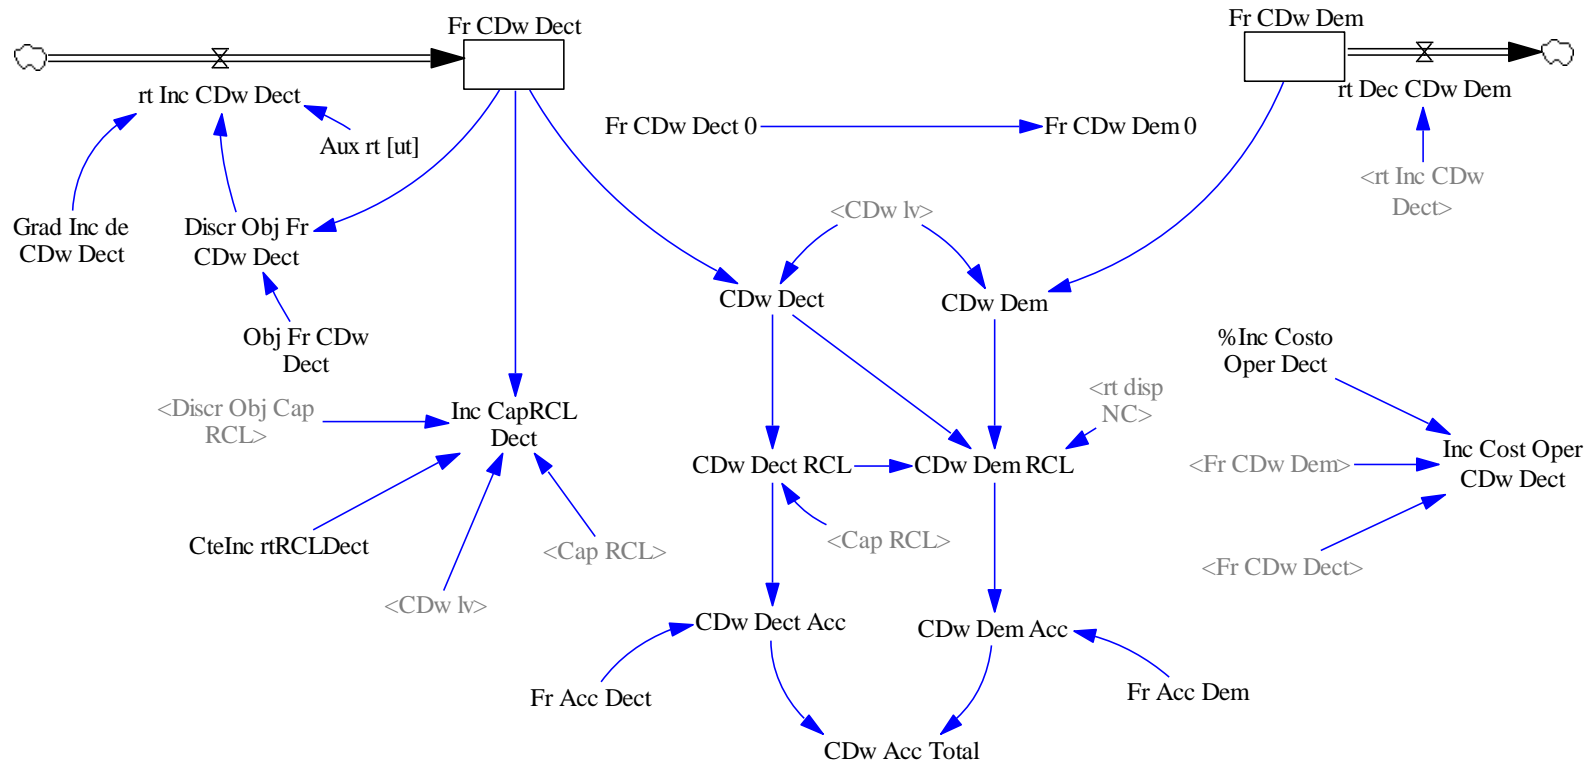 Fr CDw Dect
Fr CDw Dem
rt Inc CDw Dect
rt Dec CDw Dem
Fr CDw Dect 0
Fr CDw Dem 0
Aux rt [ut]
<rt Inc CDw
Dect>
Grad Inc de
CDw Dect
Discr Obj Fr
CDw Dect
<CDw lv>
CDw Dect
CDw Dem
Obj Fr CDw
Dect
%Inc Costo
Oper Dect
<Discr Obj Cap
RCL>
Inc CapRCL
Dect
<rt disp
NC>
CDw Dect RCL
CDw Dem RCL
<Fr CDw Dem>
Inc Cost Oper
CDw Dect
CteInc rtRCLDect
<Cap RCL>
<Cap RCL>
<Fr CDw Dect>
<CDw lv>
CDw Dect Acc
CDw Dem Acc
Fr Acc Dect
Fr Acc Dem
CDw Acc Total